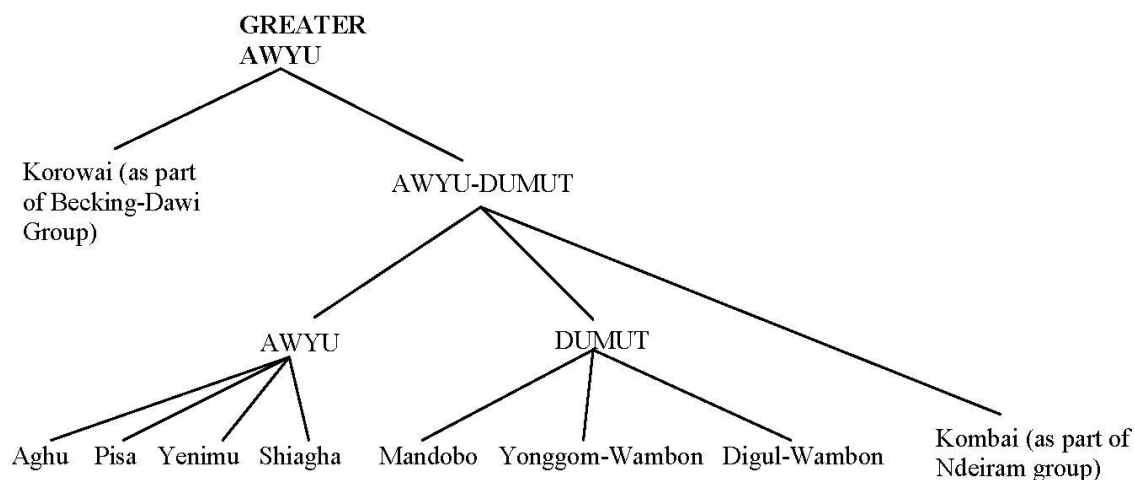 GREATER
AWYU
Korowai (as part
of Becking-Dawi
Group)
AWYU-DUMUT
AWYU
DUMUT
Aghu
Pisa
Yenimu
Shiagha
Mandobo
Yonggom-Wambon
Digul-Wambon
Kombai (as part of
Ndeiram group)